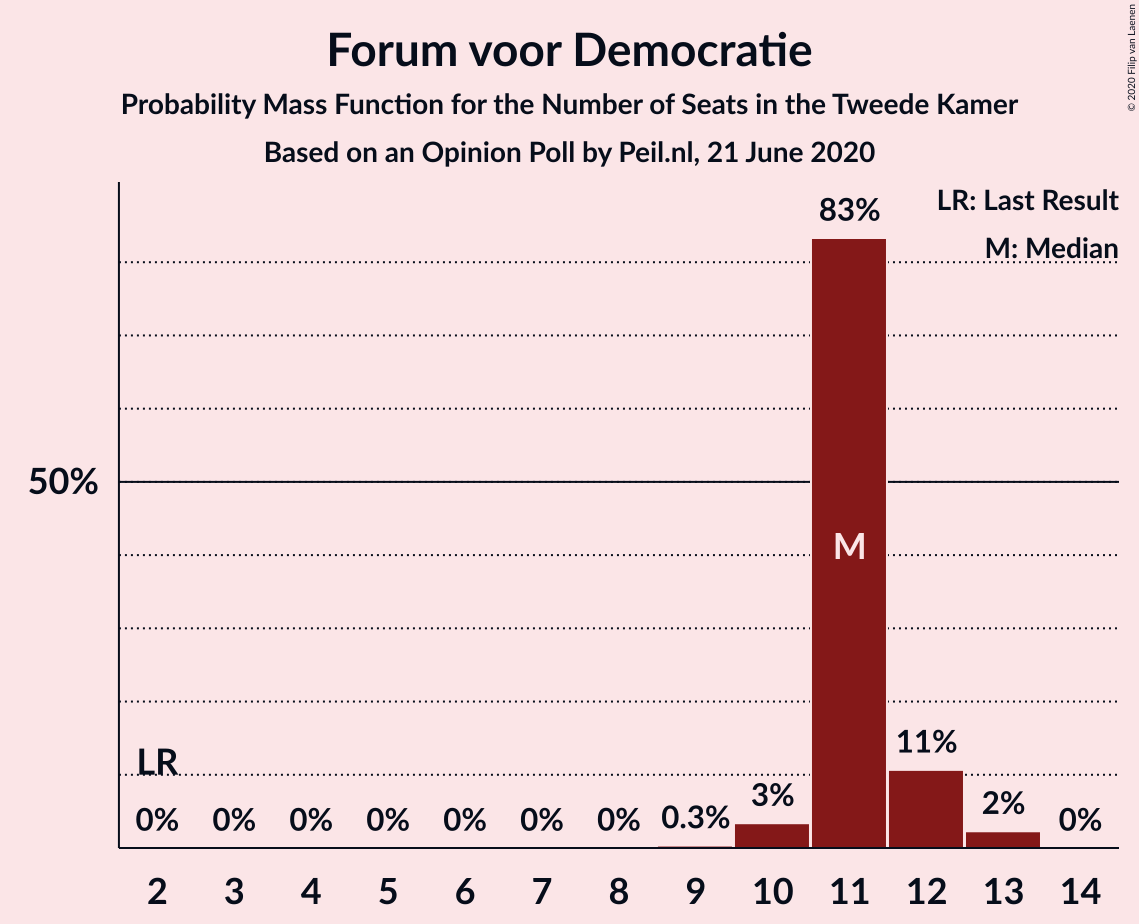 Forum voor Democratie
Probability Mass Function for the Number of Seats in the Tweede Kamer
Based on an Opinion Poll by Peil.nl, 21 June 2020
© 2020 Filip van Laenen
LR: Last Result
M: Median
83%
50%
M
LR
11%
0% 0% 0% 0% 0% 0% 0% 0.3% 3% 2% 0%
2 3 4 5 6 7 8 9 10 11 12 13 14